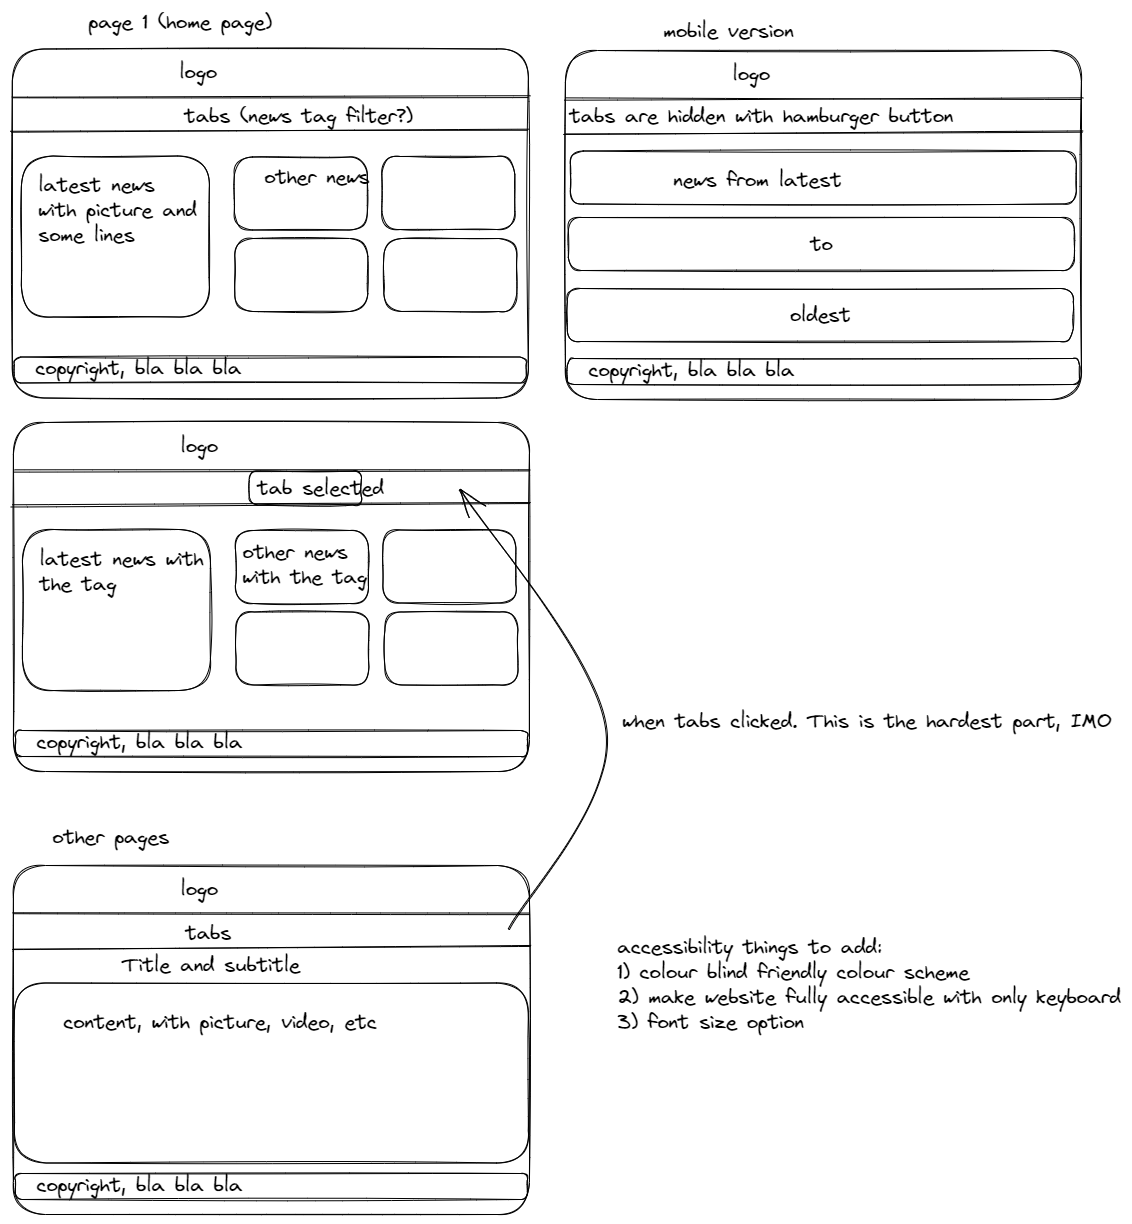 page 1 (home page)
logo
tabs (news tag filter?)
latest news
with picture and
some lines
other news
copyright, bla bla bla
mobile version
logo
tabs are hidden with hamburger button
news from latest
to
oldest
copyright, bla bla bla
logo
tab selected
latest news with
the tag
other news
with the tag
copyright, bla bla bla
when tabs clicked. This is the hardest part, IMO
other pages
logo
tabs
Title and subtitle
content, with picture, video, etc
copyright, bla bla bla
accessibility things to add:
1) colour blind friendly colour scheme
2) make website fully accessible with only keyboard
3) font size option